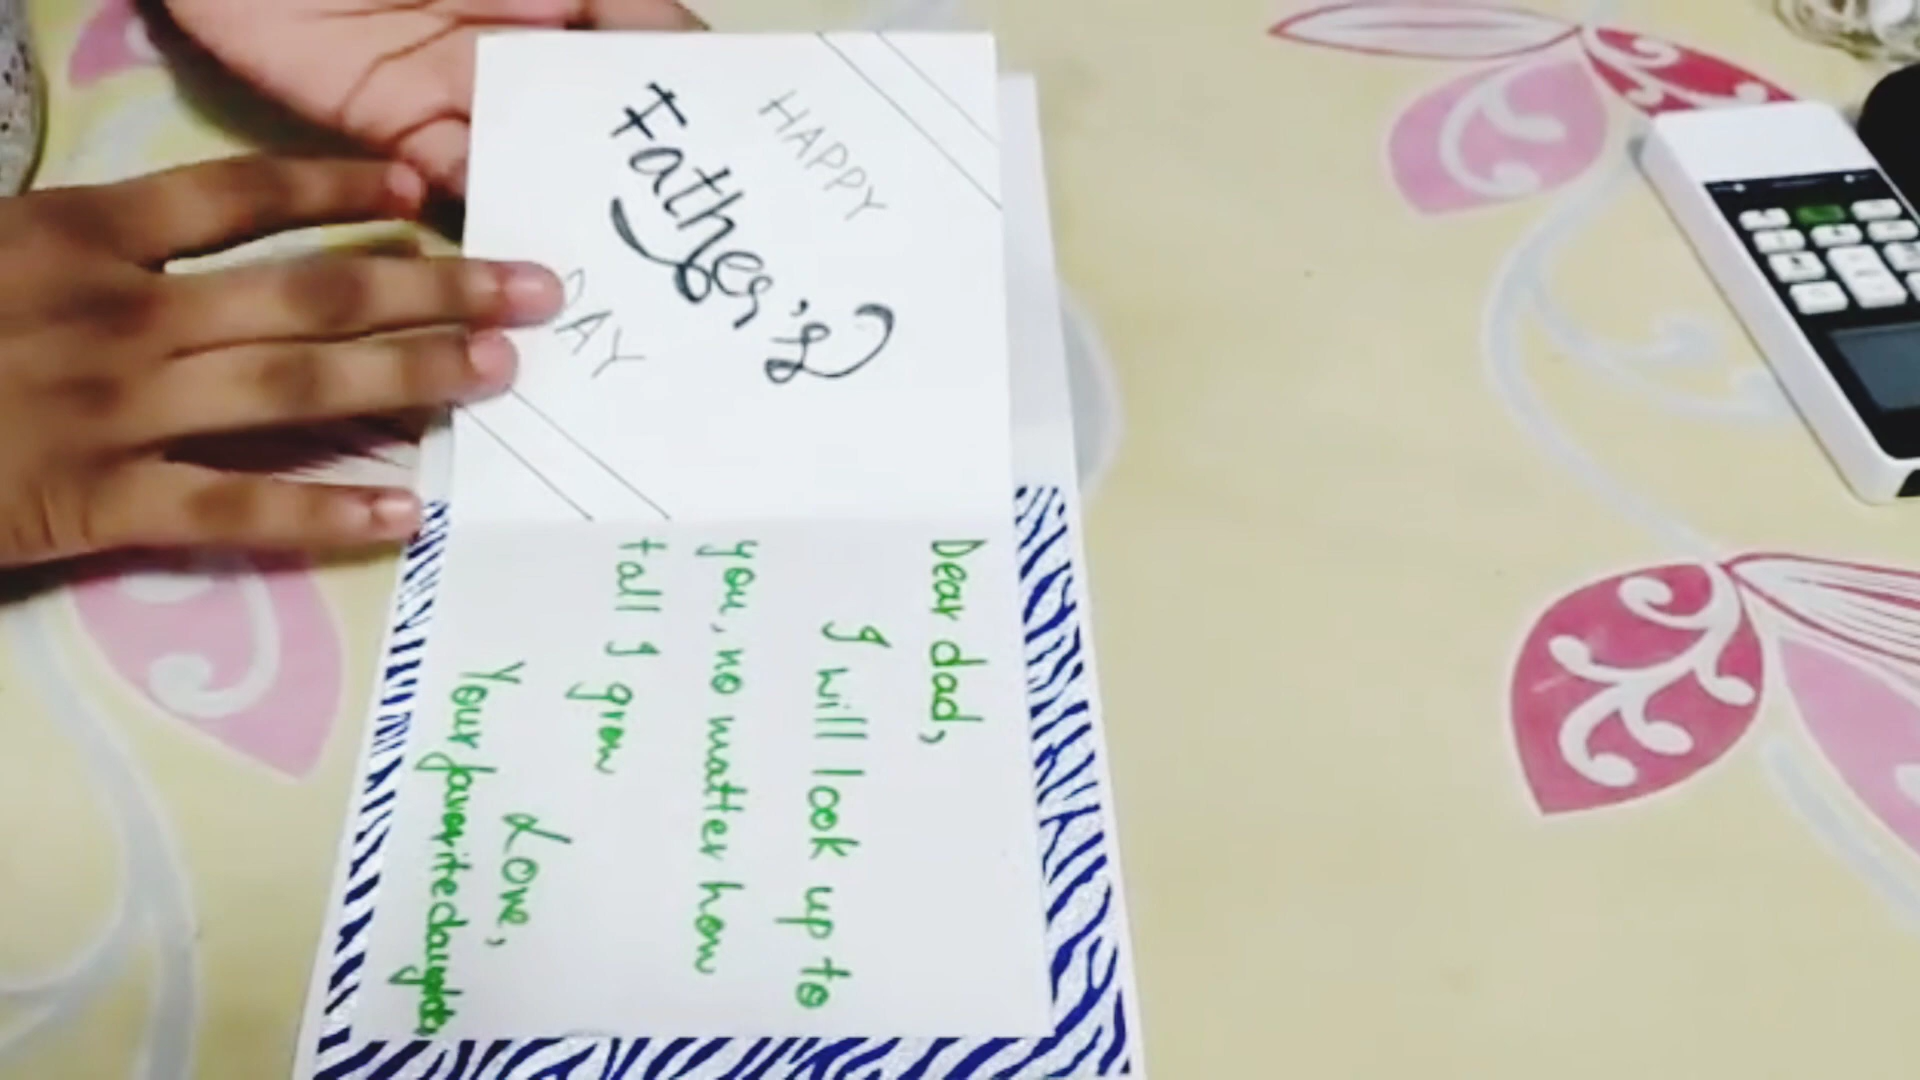 HAPPY
Father's
DAY
Dear dad,
I will look up to
you, no matter how
tall I grow
Love,
Your favorite daughter